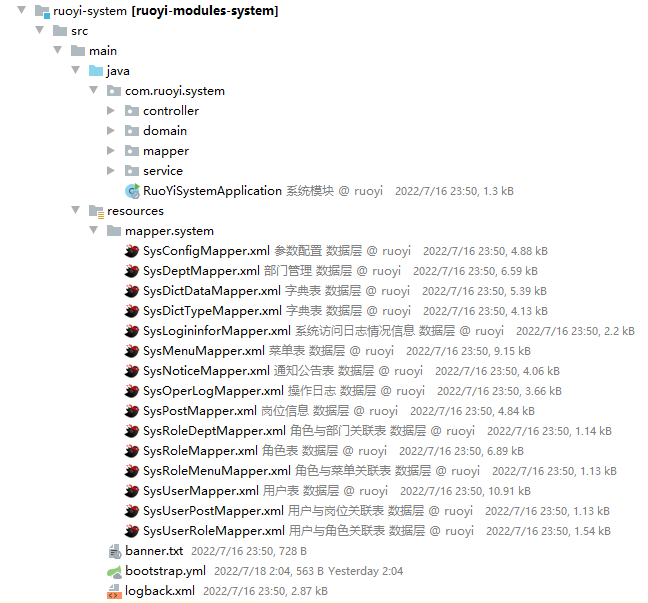 ruoyi-system [ruoyi-modules-system]
src
main
java
com.ruoyi.system
controller
domain
mapper
service
RuoYiSystemApplication 系统模块 @ ruoyi 2022/7/16 23:50, 1.3 kB
resources
mapper.system
SysConfigMapper.xml 参数配置 数据层 @ ruoyi 2022/7/16 23:50, 4.88 kB
SysDeptMapper.xml 部门管理 数据层 @ ruoyi 2022/7/16 23:50, 6.59 kB
SysDictDataMapper.xml 字典表 数据层 @ ruoyi 2022/7/16 23:50, 5.39 kB
SysDictTypeMapper.xml 字典表 数据层 @ ruoyi 2022/7/16 23:50, 4.13 kB
SysLogininforMapper.xml 系统访问日志情况信息 数据层 @ ruoyi 2022/7/16 23:50, 2.2 kB
SysMenuMapper.xml 菜单表 数据层 @ ruoyi 2022/7/16 23:50, 9.15 kB
SysNoticeMapper.xml 通知公告表 数据层 @ ruoyi 2022/7/16 23:50, 4.06 kB
SysOperLogMapper.xml 操作日志 数据层 @ ruoyi 2022/7/16 23:50, 3.66 kB
SysPostMapper.xml 岗位信息 数据层 @ ruoyi 2022/7/16 23:50, 4.84 kB
SysRoleDeptMapper.xml 角色与部门关联表 数据层 @ ruoyi 2022/7/16 23:50, 1.14 kB
SysRoleMapper.xml 角色表 数据层 @ ruoyi 2022/7/16 23:50, 6.89 kB
SysRoleMenuMapper.xml 角色与菜单关联表 数据层 @ ruoyi 2022/7/16 23:50, 1.13 kB
SysUserMapper.xml 用户表 数据层 @ ruoyi 2022/7/16 23:50, 10.91 kB
SysUserPostMapper.xml 用户与岗位关联表 数据层 @ ruoyi 2022/7/16 23:50, 1.13 kB
SysUserRoleMapper.xml 用户与角色关联表 数据层 @ ruoyi 2022/7/16 23:50, 1.54 kB
banner.txt 2022/7/16 23:50, 728 B
bootstrap.yml 2022/7/18 2:04, 563 B Yesterday 2:04
logback.xml 2022/7/16 23:50, 2.87 kB